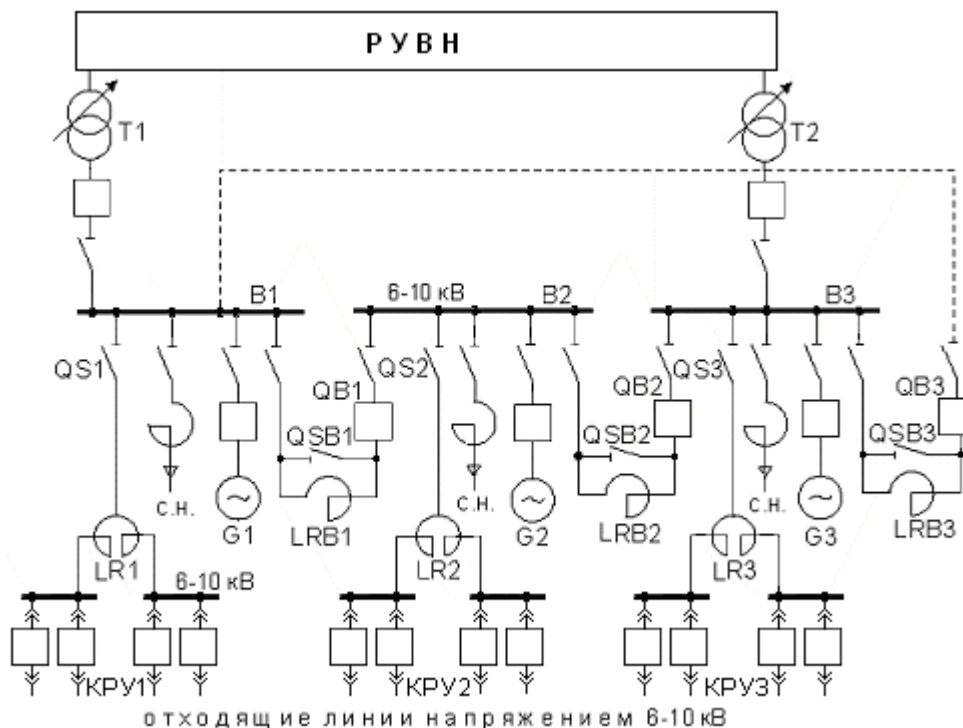 РУВН
T1
T2
B1
6-10 кВ
B2
B3
QS1
QB1
QS2
QB2
QS3
QB3
QSB1
QSB2
QSB3
с.н.
G1
LRB1
с.н.
G2
LRB2
с.н.
G3
LRB3
LR1
LR2
LR3
6-10 кВ
КРУ1
КРУ2
КРУ3
отходящие линии напряжением 6-10 кВ